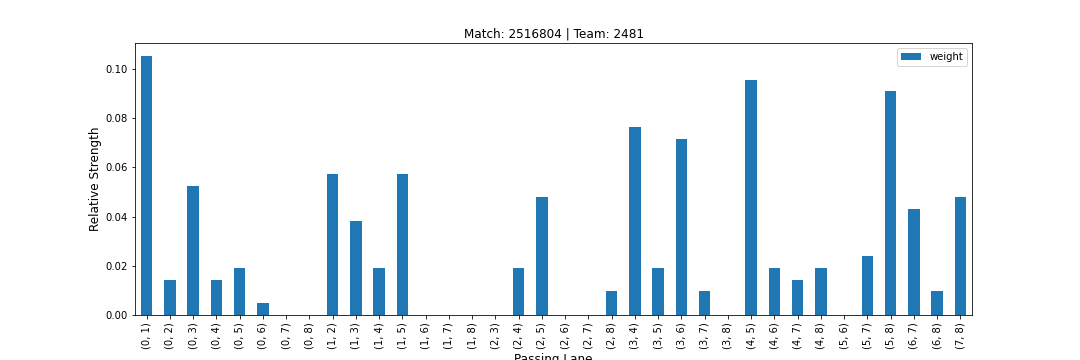 Match: 2516804 | Team: 2481
weight
Relative Strength
0.10
0.08
0.06
0.04
0.02
0.00
(0, 1) (0, 2) (0, 3) (0, 4) (0, 5) (0, 6) (0, 7) (0, 8) (1, 2) (1, 3) (1, 4) (1, 5) (1, 6) (1, 7) (1, 8) (2, 3) (2, 4) (2, 5) (2, 6) (2, 7) (2, 8) (3, 4) (3, 5) (3, 6) (3, 7) (3, 8) (4, 5) (4, 6) (4, 7) (4, 8) (5, 6) (5, 7) (5, 8) (6, 7) (6, 8) (7, 8)
Passing Lane